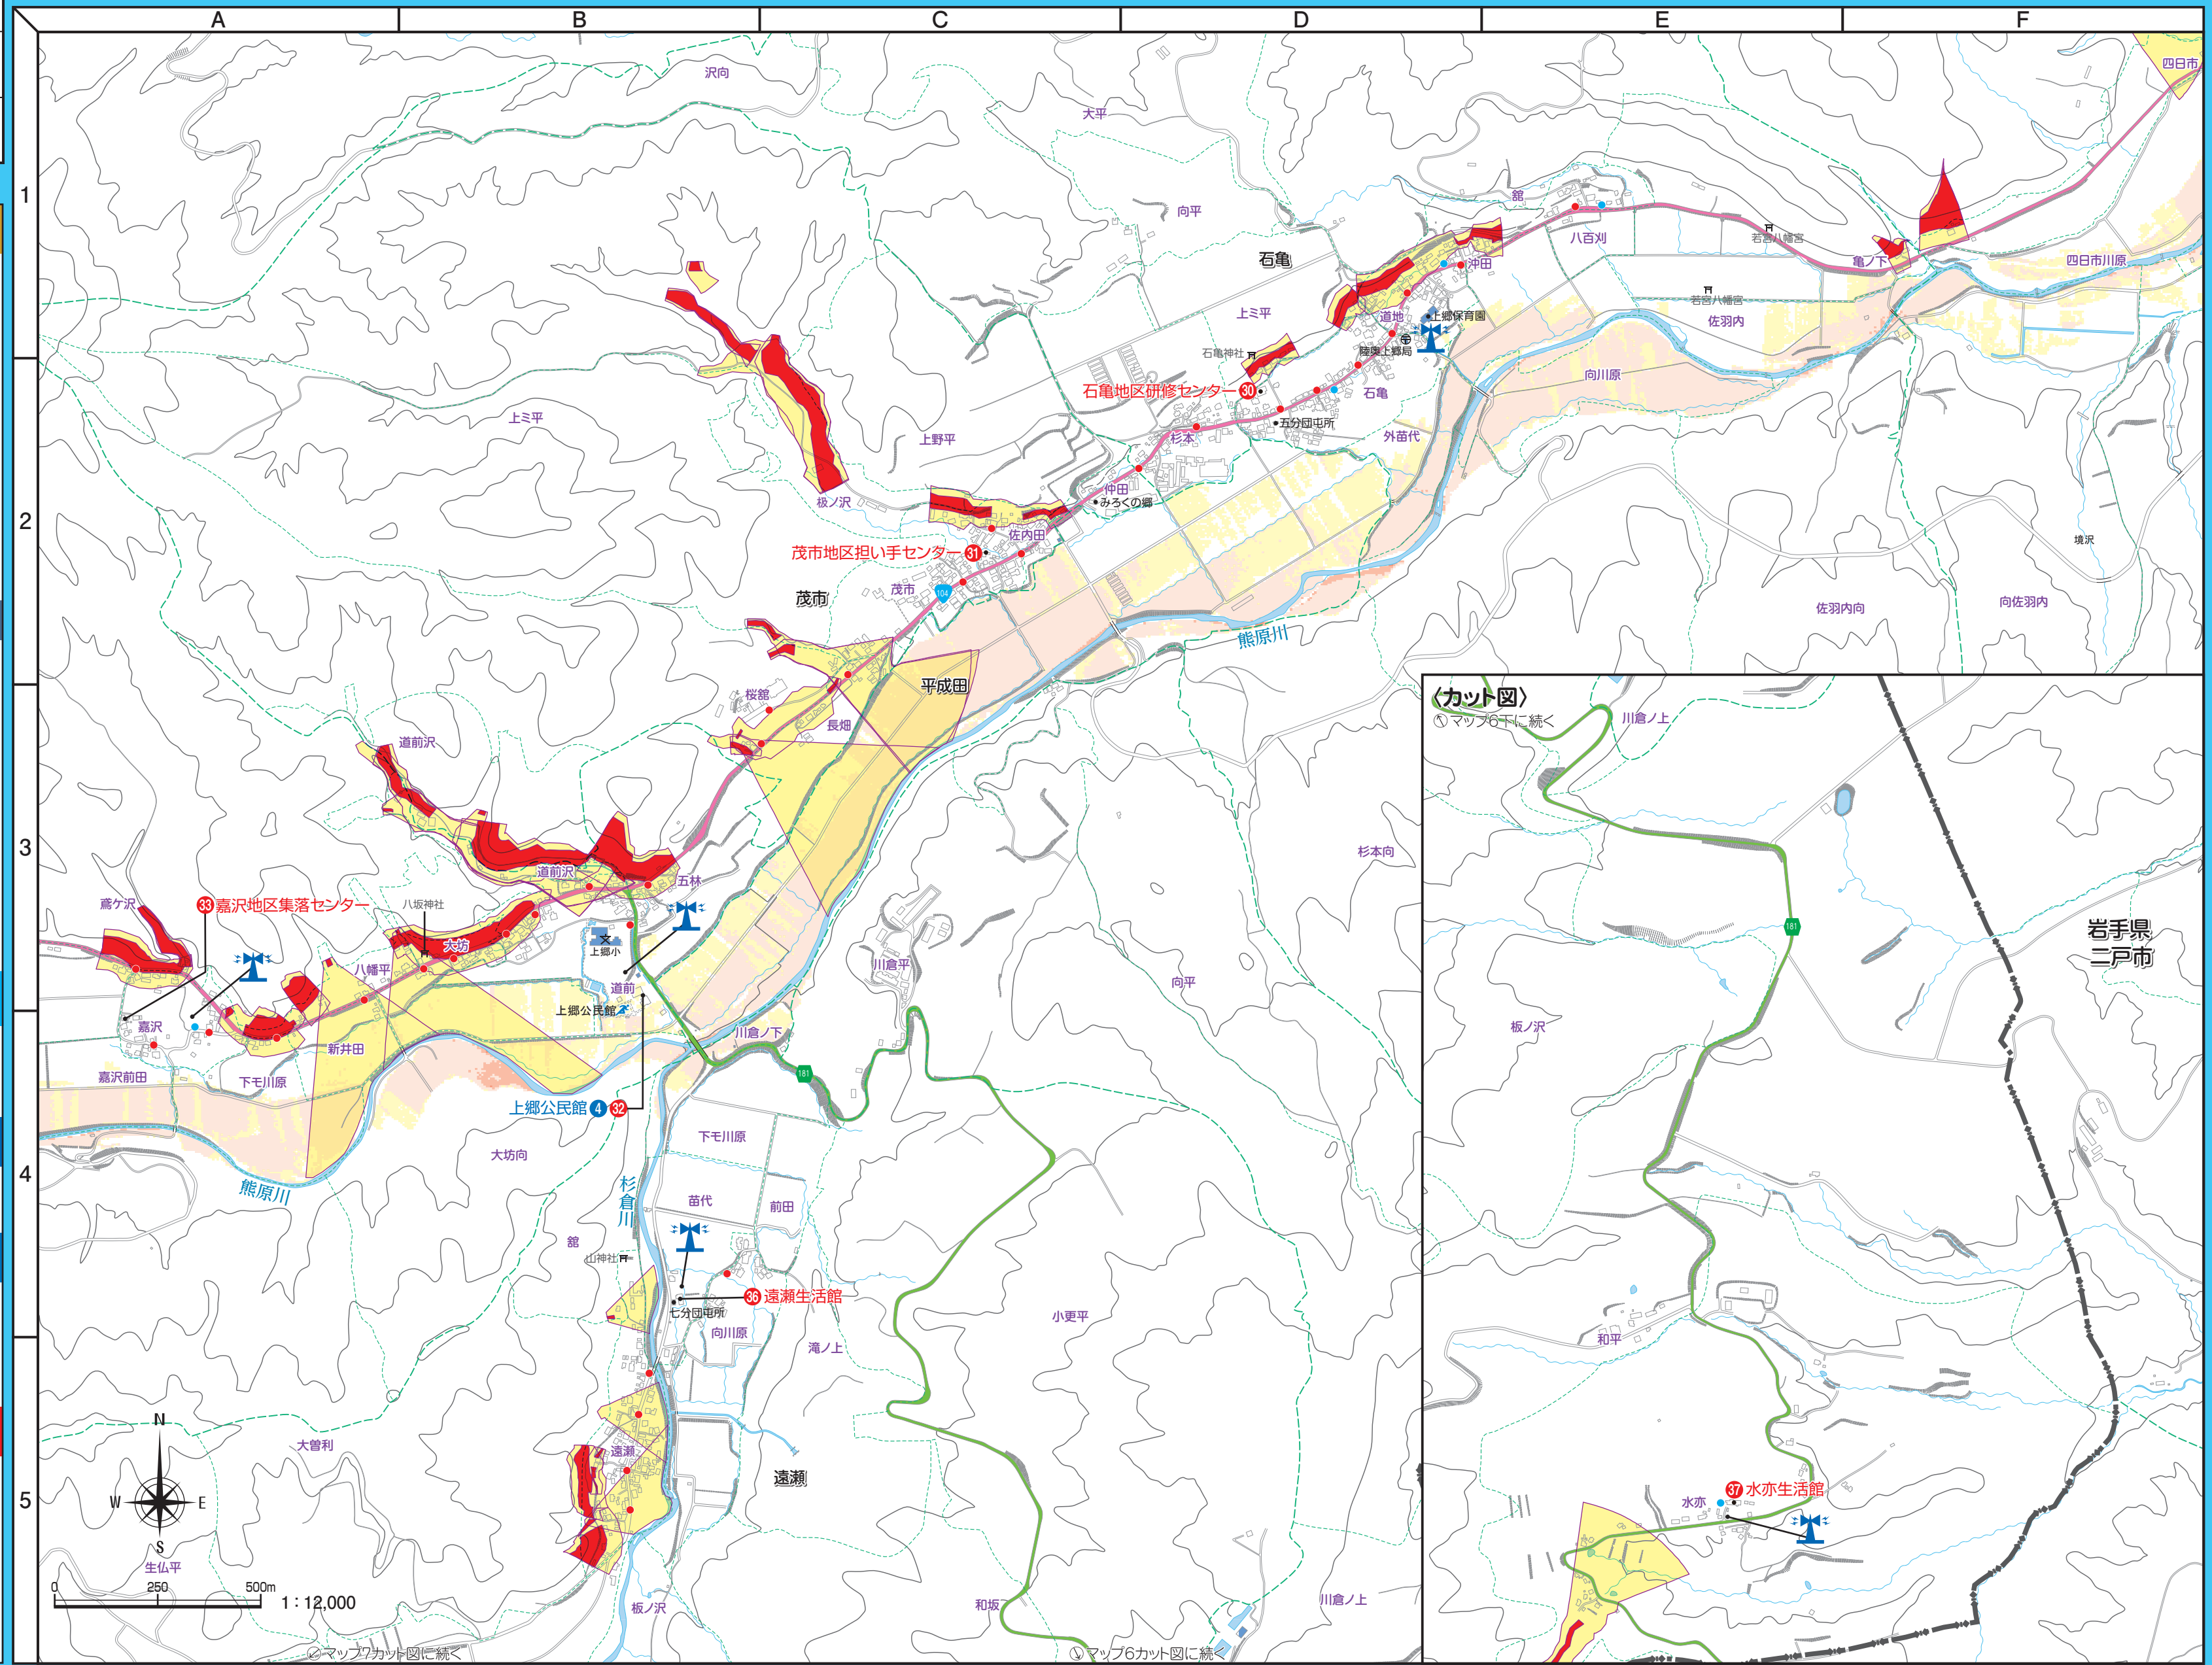 A
B
C
D
E
F
1
2
3
4
5
沢向
大平
四日市
向平
舘
八百刈
若宮八幡宮
亀ノ下
四日市川原
石亀
沖田
若宮八幡宮
佐羽内
上ミ平
道地
上郷保育園
陸奥上郷局
石亀神社
石亀地区研修センター 30
石亀
向川原
上ミ平
五分団屯所
杉本
外苗代
上野平
仲田
みろくの郷
板ノ沢
佐内田
茂市地区担い手センター 31
茂市
茂市
104
境沢
佐羽内向
向佐羽内
熊原川
平成田
桜舘
長畑
道前沢
道前沢
五林
杉本向
鳶ケ沢
33 嘉沢地区集落センター
八坂神社
大坊
上郷小
八幡平
川倉平
向平
道前
上郷公民館
嘉沢
新井田
川倉ノ下
嘉沢前田
下モ川原
181
上郷公民館 4 32
下モ川原
大坊向
熊原川
杉倉川
苗代
前田
舘
山神社
36 遠瀬生活館
七分団屯所
向川原
滝ノ上
小更平
大曽利
遠瀬
遠瀬
N
W
E
S
生仏平
0
250
500m
1：12,000
板ノ沢
和坂
川倉ノ上
マップ7カット図に続く
マップ6カット図に続く
〈カット図〉
マップ6下に続く
川倉ノ上
181
岩手県
二戸市
板ノ沢
和平
37 水亦生活館
水亦